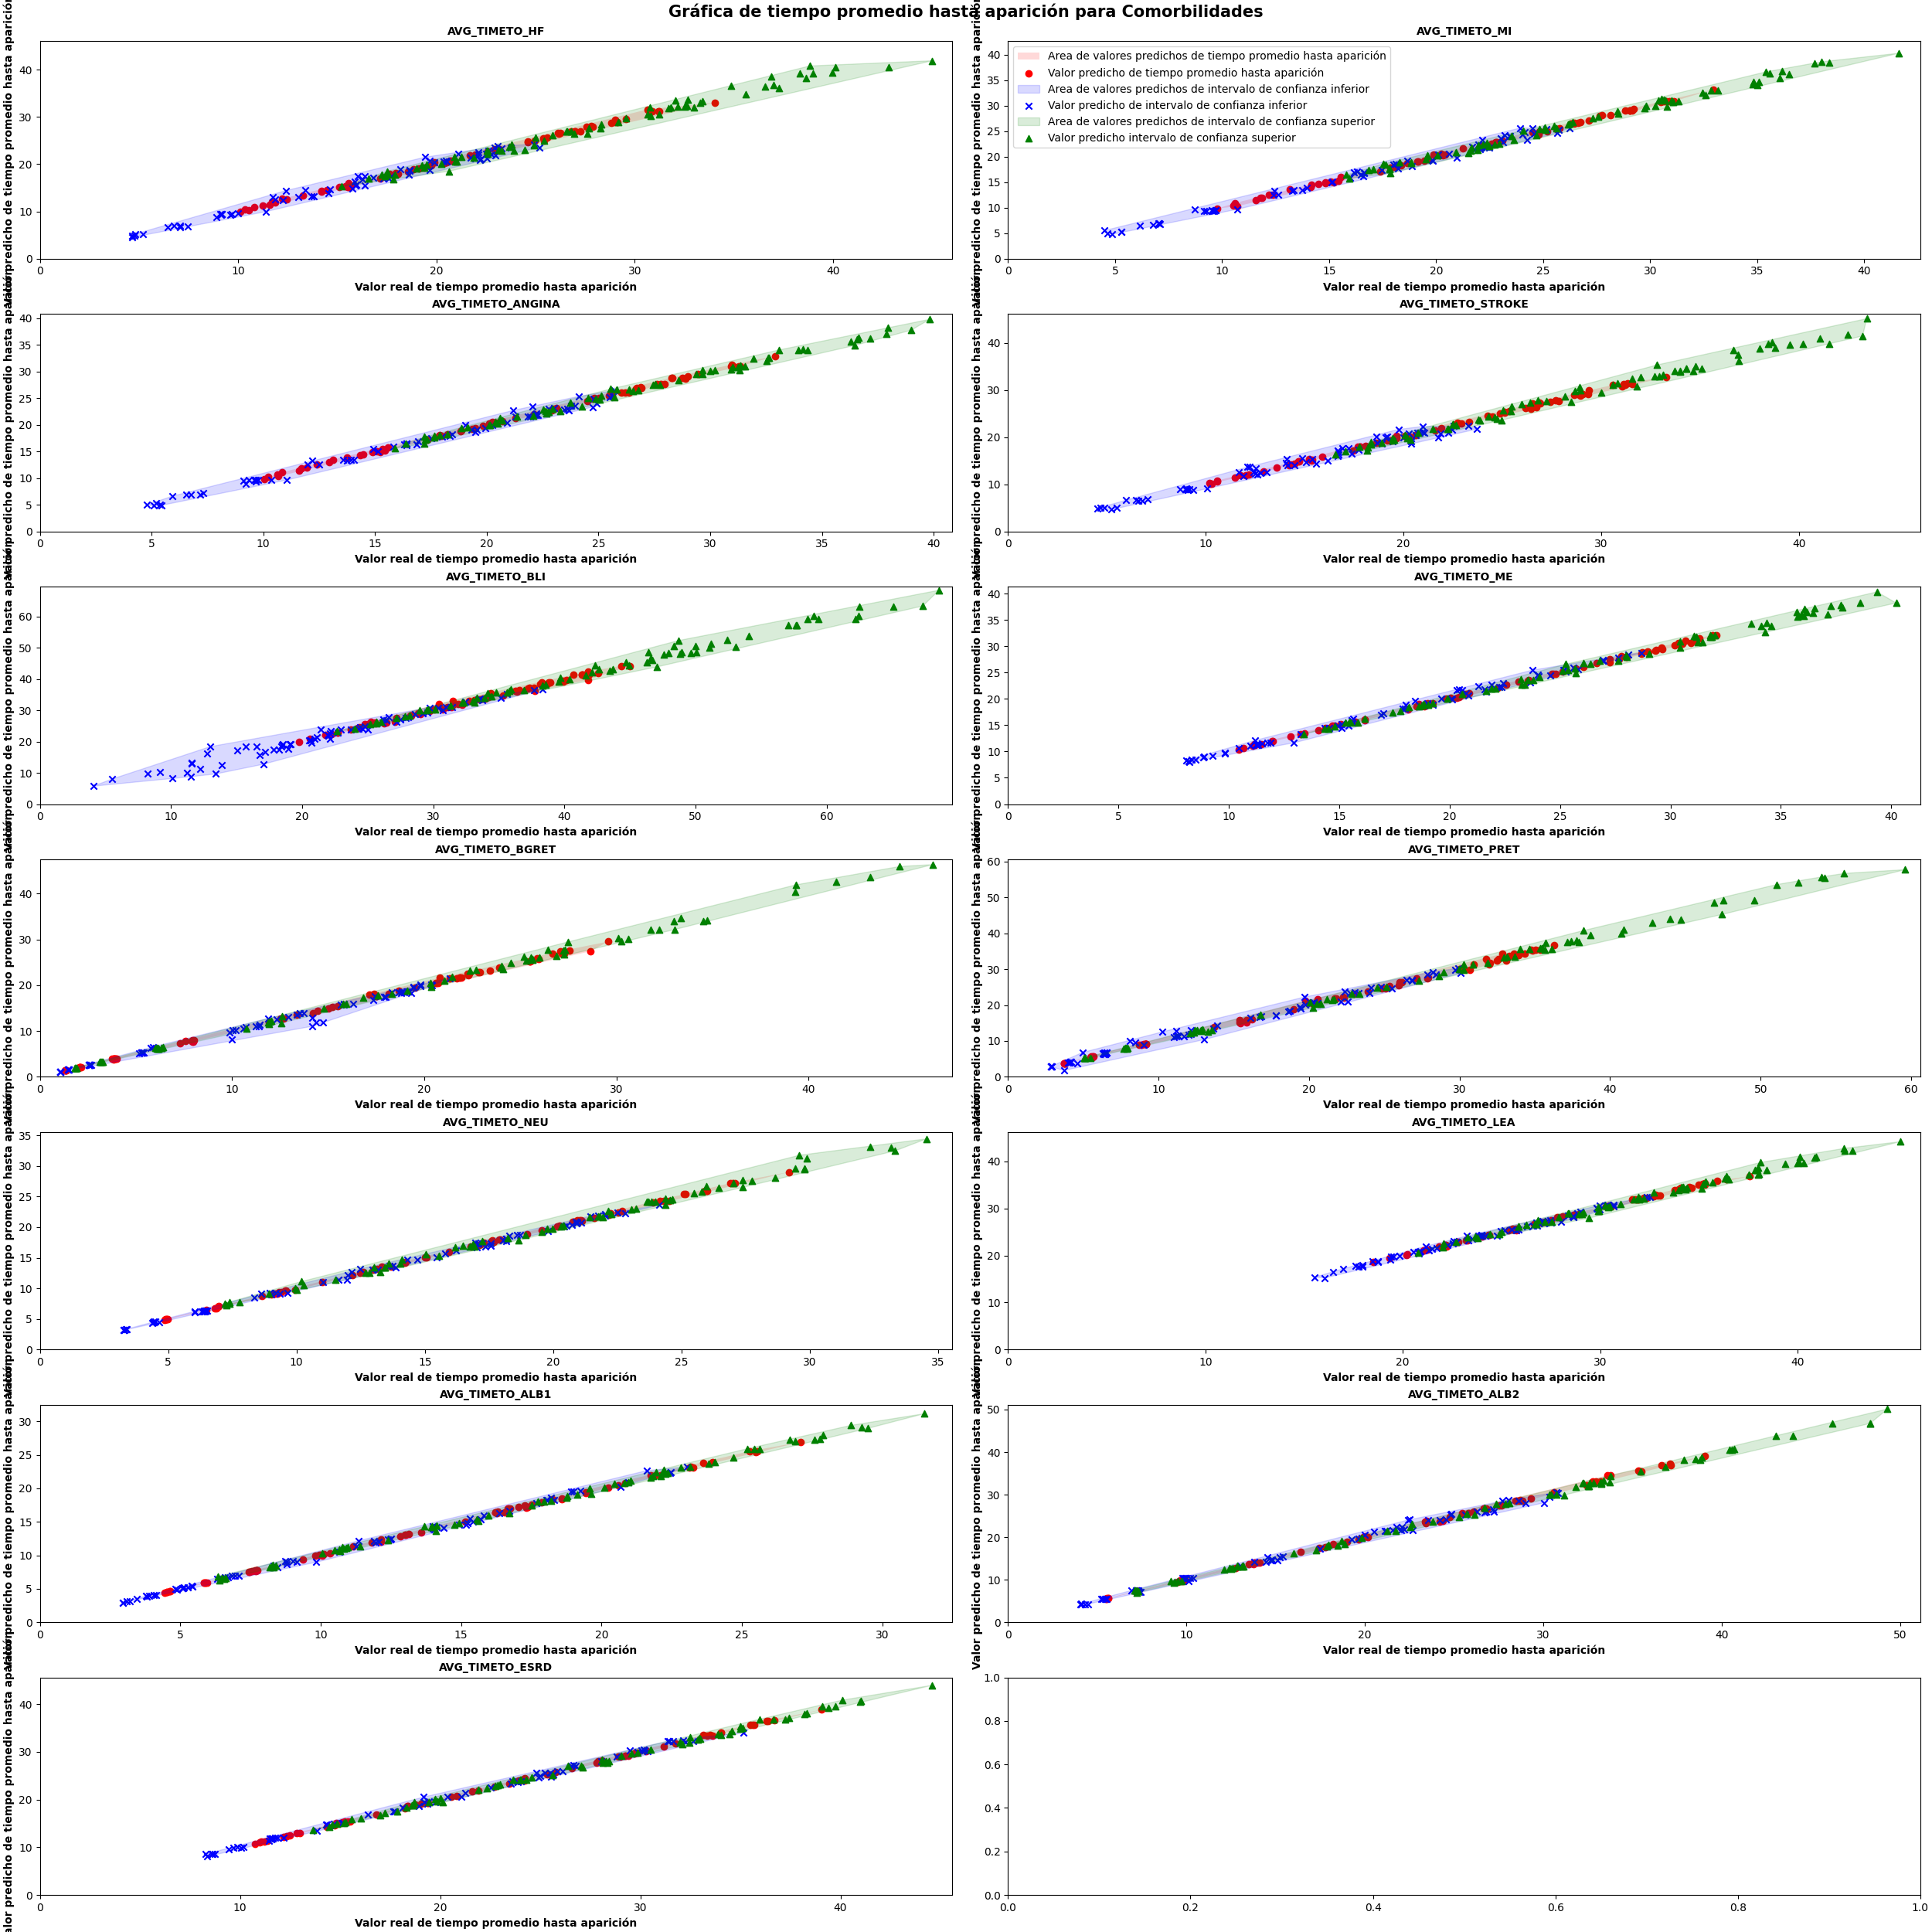 Gráfica de tiempo promedio hasta aparición para Comorbilidades
AVG_TIMETO_HF
Valor real de tiempo promedio hasta aparición
AVG_TIMETO_MI
Area de valores predichos de tiempo promedio hasta aparición
Valor predicho de tiempo promedio hasta aparición
Area de valores predichos de intervalo de confianza inferior
Valor predicho de intervalo de confianza inferior
Area de valores predichos de intervalo de confianza superior
Valor predicho intervalo de confianza superior
Valor real de tiempo promedio hasta aparición
AVG_TIMETO_ANGINA
Valor real de tiempo promedio hasta aparición
AVG_TIMETO_STROKE
Valor real de tiempo promedio hasta aparición
AVG_TIMETO_BLI
Valor real de tiempo promedio hasta aparición
AVG_TIMETO_ME
Valor real de tiempo promedio hasta aparición
AVG_TIMETO_BGRET
Valor real de tiempo promedio hasta aparición
AVG_TIMETO_PRET
Valor real de tiempo promedio hasta aparición
AVG_TIMETO_NEU
Valor real de tiempo promedio hasta aparición
AVG_TIMETO_LEA
Valor real de tiempo promedio hasta aparición
AVG_TIMETO_ALB1
Valor real de tiempo promedio hasta aparición
AVG_TIMETO_ALB2
Valor predicho de tiempo promedio hasta aparición
Valor real de tiempo promedio hasta aparición
AVG_TIMETO_ESRD
Valor real de tiempo promedio hasta aparición